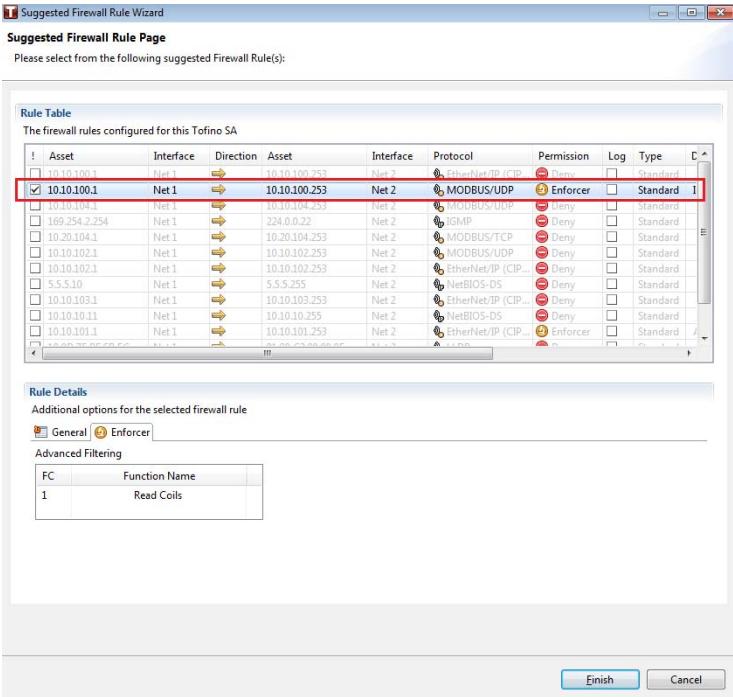 Suggested Firewall Rule Wizard
Suggested Firewall Rule Page
Please select from the following suggested Firewall Rule(s):
Rule Table
The firewall rules configured for this Tofino SA
! Asset Interface Direction Asset Interface Protocol Permission Log Type
10.10.100.1 Net 1 10.10.100.253 Net 2 EtherNet/IP (CIP... Deny Standard
10.10.100.1 Net 1 10.10.100.253 Net 2 MODBUS/UDP Enforcer Standard
10.10.104.1 Net 1 10.10.104.253 Net 2 MODBUS/UDP Deny Standard
169.254.2.254 Net 1 224.0.0.22 Net 2 IGMP Deny Standard
10.20.104.1 Net 1 10.20.104.253 Net 2 MODBUS/TCP Deny Standard
10.10.102.1 Net 1 10.10.102.253 Net 2 MODBUS/UDP Deny Standard
10.10.102.1 Net 1 10.10.102.253 Net 2 EtherNet/IP (CIP... Deny Standard
5.5.5.10 Net 1 5.5.5.255 Net 2 NetBIOS-DS Deny Standard
10.10.103.1 Net 1 10.10.103.253 Net 2 EtherNet/IP (CIP... Deny Standard
10.10.10.11 Net 1 10.10.10.255 Net 2 NetBIOS-DS Deny Standard
10.10.101.1 Net 1 10.10.101.253 Net 2 EtherNet/IP (CIP... Enforcer Standard
Rule Details
Additional options for the selected firewall rule
General Enforcer
Advanced Filtering
FC Function Name
1 Read Coils
Finish Cancel